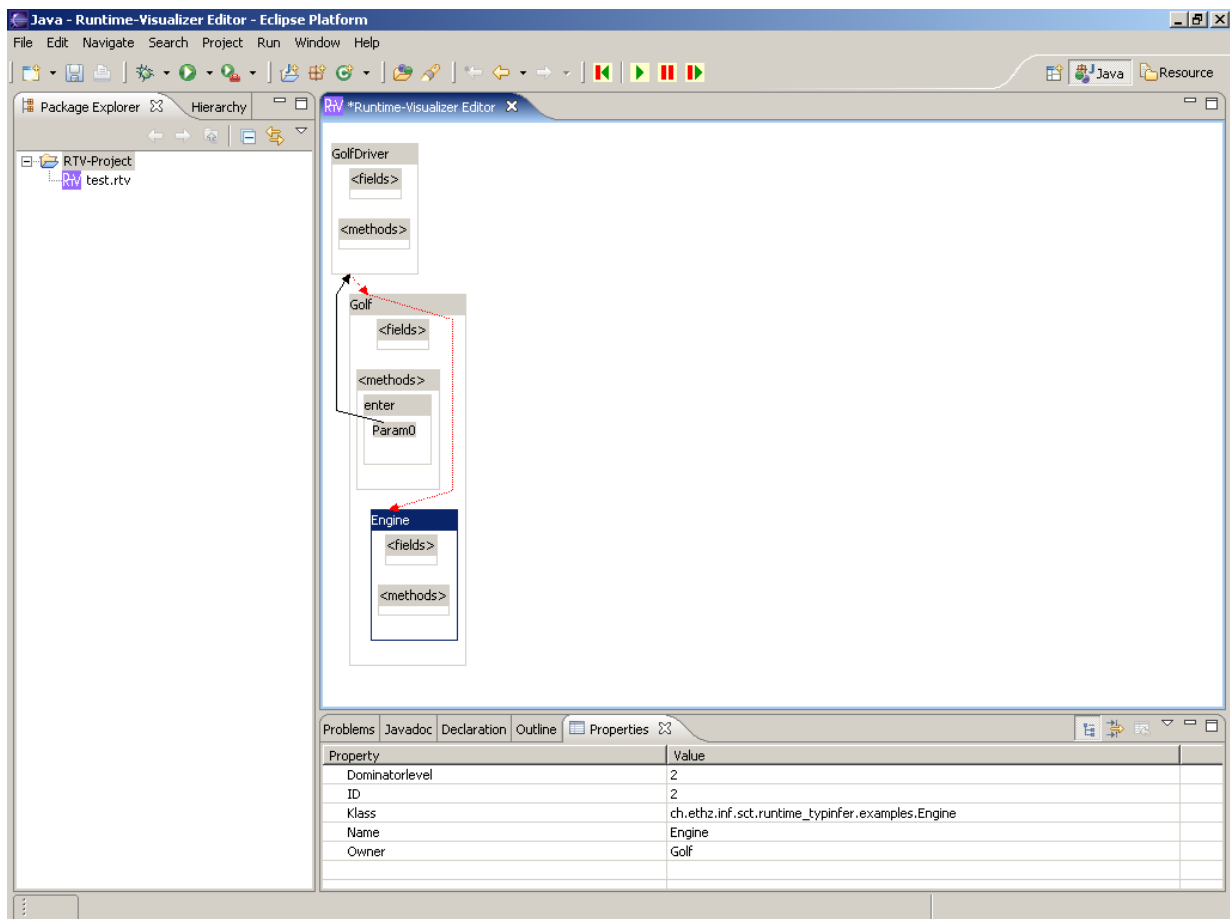 Java - Runtime-Visualizer Editor - Eclipse Platform
File Edit Navigate Search Project Run Window Help
Java Resource
Package Explorer Hierarchy
RTV *Runtime-Visualizer Editor
RTV-Project
RTV test.rtv
GolfDriver
<fields>
<methods>
Golf
<fields>
<methods>
enter
Param0
Engine
<fields>
<methods>
Problems Javadoc Declaration Outline Properties
Property Value
Dominatorlevel 2
ID 2
Klass ch.ethz.inf.sct.runtime_typinfer.examples.Engine
Name Engine
Owner Golf